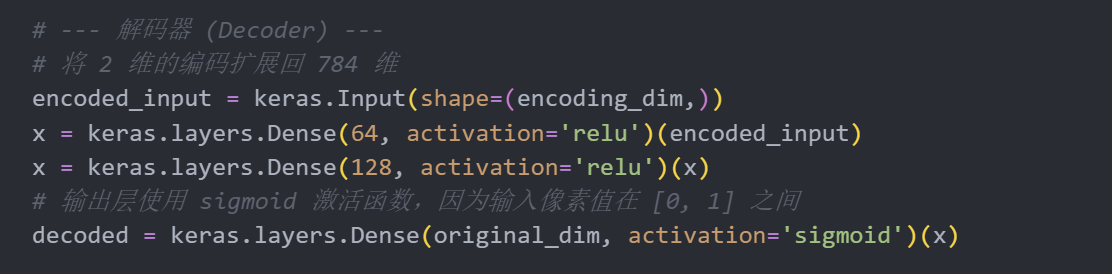 # --- 解码器 (Decoder) ---
# 将 2 维的编码扩展回 784 维
encoded_input = keras.Input(shape=(encoding_dim,))
x = keras.layers.Dense(64, activation='relu')(encoded_input)
x = keras.layers.Dense(128, activation='relu')(x)
# 输出层使用 sigmoid 激活函数，因为输入像素值在 [0, 1] 之间
decoded = keras.layers.Dense(original_dim, activation='sigmoid')(x)